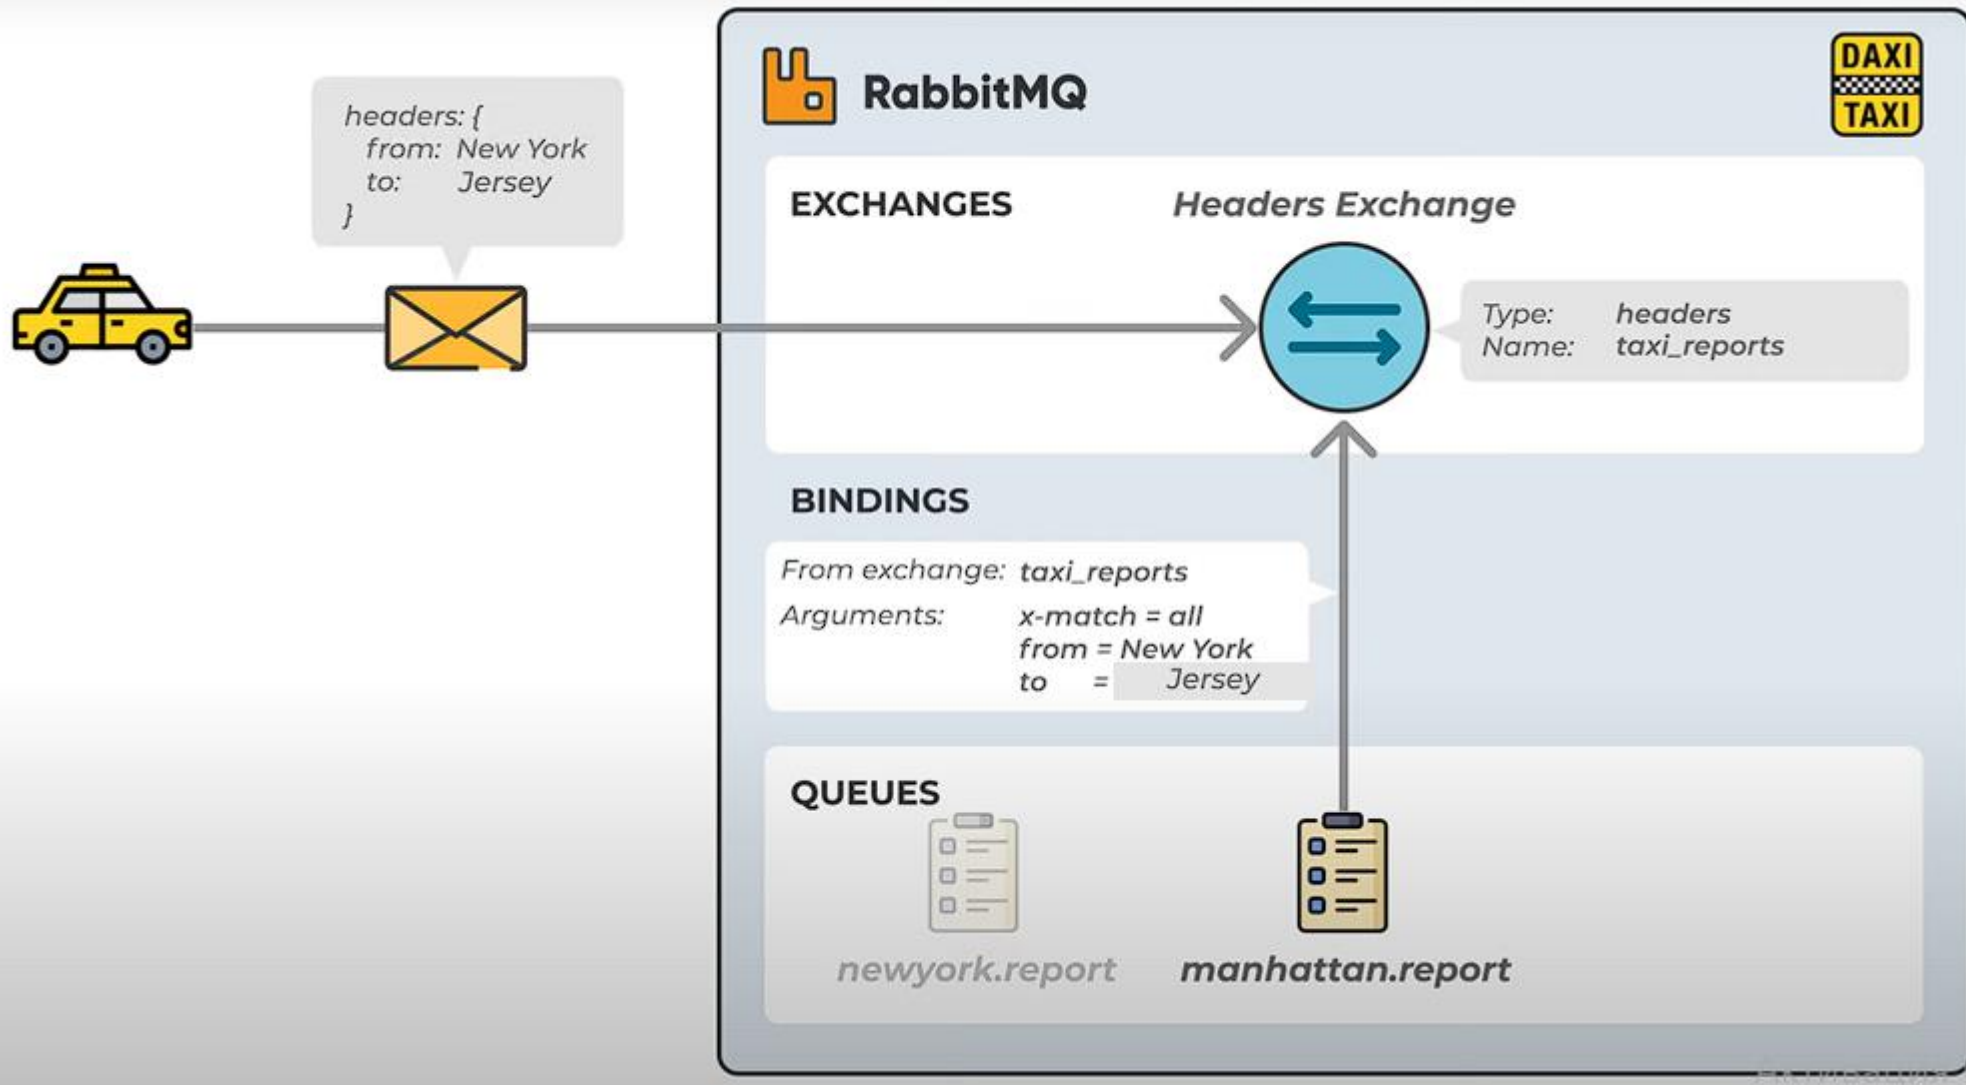 headers: {
from: New York
to: Jersey
}
RabbitMQ
DAXI
TAXI
EXCHANGES
Headers Exchange
Type: headers
Name: taxi_reports
BINDINGS
From exchange: taxi_reports
Arguments: x-match = all
from = New York
to = Jersey
QUEUES
newyork.report
manhattan.report